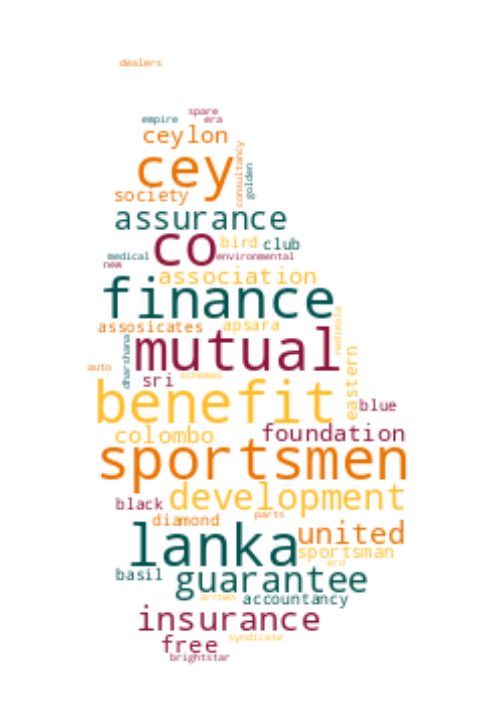 dealers
spare
empire era
ceylon
consultancy
cey
golden
society
assurance
co bird club
medical environmental
new
association
finance
assosicates apsara
mutual
dharshana
auto
sri schemes
benefit
eastern
blue
colombo foundation
sportsmen
development
black
diamond parts
lanka united
sportsman
erd
basil guarantee
arrows accountancy
insurance
free syndicate
brightstar